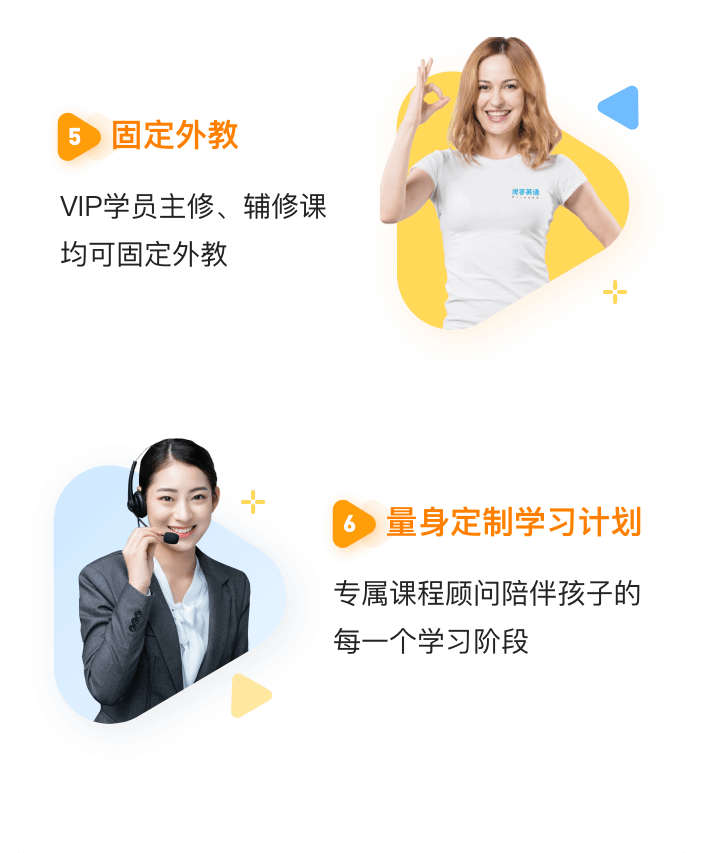 5 固定外教
VIP学员主修、辅修课
均可固定外教
6 量身定制学习计划
专属课程顾问陪伴孩子的
每一个学习阶段